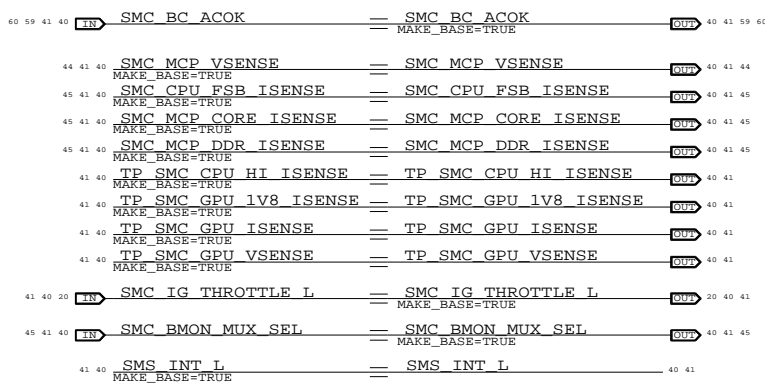 60 59 41 40 IN SMC_BC_ACOK SMC_BC_ACOK OUT 40 41 59 60
MAKE_BASE=TRUE
44 41 40 SMC_MCP_VSENSE SMC_MCP_VSENSE OUT 40 41 44
MAKE_BASE=TRUE
45 41 40 SMC_CPU_FSB_ISENSE SMC_CPU_FSB_ISENSE OUT 40 41 45
MAKE_BASE=TRUE
45 41 40 SMC_MCP_CORE_ISENSE SMC_MCP_CORE_ISENSE OUT 40 41 45
MAKE_BASE=TRUE
45 41 40 SMC_MCP_DDR_ISENSE SMC_MCP_DDR_ISENSE OUT 40 41 45
MAKE_BASE=TRUE
41 40 TP_SMC_CPU_HI_ISENSE TP_SMC_CPU_HI_ISENSE OUT 40 41
MAKE_BASE=TRUE
41 40 TP_SMC_GPU_1V8_ISENSE TP_SMC_GPU_1V8_ISENSE OUT 40 41
MAKE_BASE=TRUE
41 40 TP_SMC_GPU_ISENSE TP_SMC_GPU_ISENSE OUT 40 41
MAKE_BASE=TRUE
41 40 TP_SMC_GPU_VSENSE TP_SMC_GPU_VSENSE OUT 40 41
MAKE_BASE=TRUE
41 40 20 IN SMC_IG_THROTTLE_L SMC_IG_THROTTLE_L OUT 20 40 41
MAKE_BASE=TRUE
45 41 40 IN SMC_BMON_MUX_SEL SMC_BMON_MUX_SEL OUT 40 41 45
MAKE_BASE=TRUE
41 40 SMS_INT_L SMS_INT_L 40 41
MAKE_BASE=TRUE